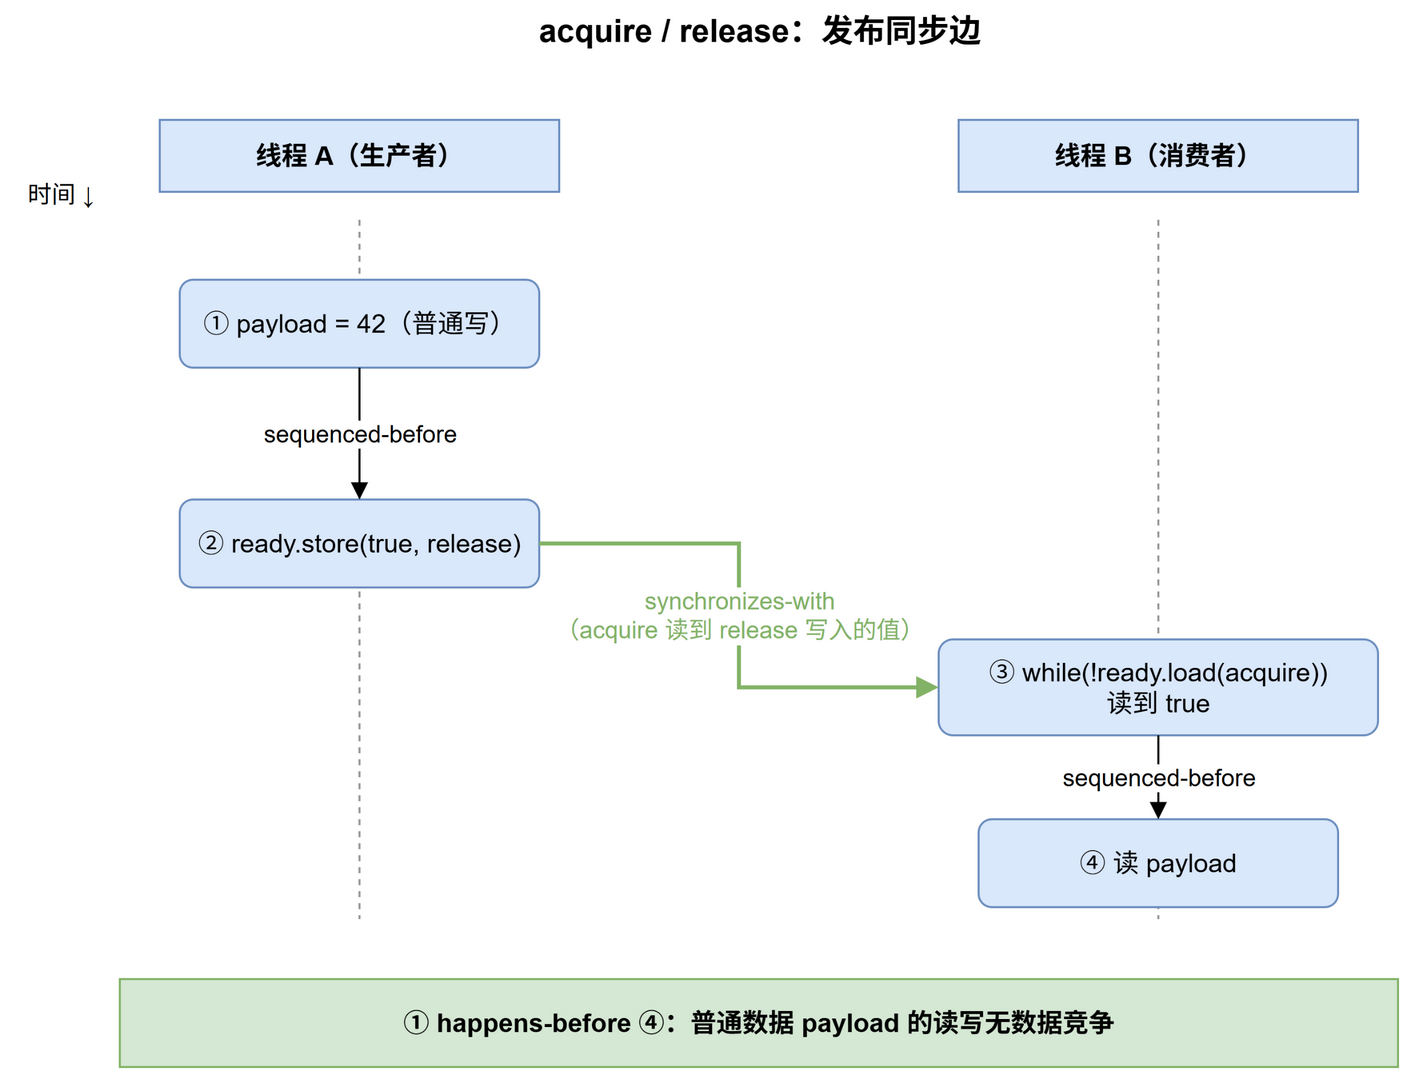 acquire / release：发布同步边
线程 A（生产者）
线程 B（消费者）
时间 ↓
① payload = 42（普通写）
sequenced-before
② ready.store(true, release)
synchronizes-with
（acquire 读到 release 写入的值）
③ while(!ready.load(acquire))
读到 true
sequenced-before
④ 读 payload
① happens-before ④：普通数据 payload 的读写无数据竞争